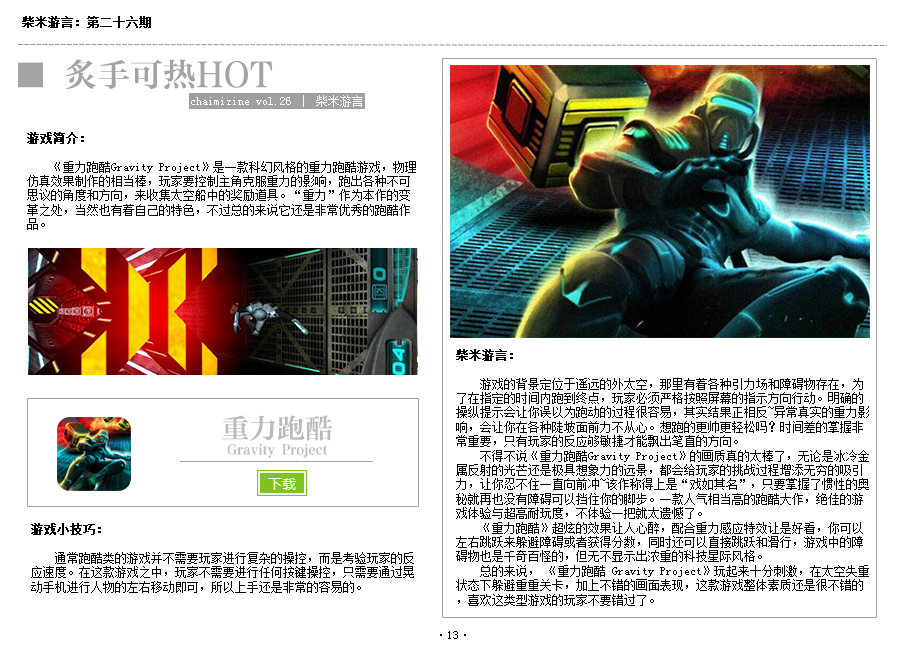 柴米游言：第二十六期
炙手可热HOT
chaimizine vol.26 | 柴米游言
游戏简介：
《重力跑酷Gravity Project》是一款科幻风格的重力跑酷游戏，物理
仿真效果制作的相当棒，玩家要控制主角克服重力的影响，跑出各种不可
思议的角度和方向，来收集太空船中的奖励道具。“重力”作为本作的变
革之处，当然也有着自己的特色，不过总的来说它还是非常优秀的跑酷作
品。
04
重力跑酷
Gravity Project
下载
游戏小技巧：
通常跑酷类的游戏并不需要玩家进行复杂的操控，而是考验玩家的反
应速度。在这款游戏之中，玩家不需要进行任何按键操控，只需要通过晃
动手机进行人物的左右移动即可，所以上手还是非常的容易的。
柴米游言：
游戏的背景定位于遥远的外太空，那里有着各种引力场和障碍物存在，为
了在指定的时间内跑到终点，玩家必须严格按照屏幕的指示方向行动。明确的
操纵提示会让你误以为跑动的过程很容易，其实结果正相反~异常真实的重力影
响，会让你在各种陡坡面前力不从心。想跑的更帅更轻松吗？时间差的掌握非
常重要，只有玩家的反应够敏捷才能飘出笔直的方向。
不得不说《重力跑酷Gravity Project》的画质真的太棒了，无论是冰冷金
属反射的光芒还是极具想象力的远景，都会给玩家的挑战过程增添无穷的吸引
力，让你忍不住一直向前冲~该作称得上是“戏如其名”，只要掌握了惯性的奥
秘就再也没有障碍可以挡住你的脚步。一款人气相当高的跑酷大作，绝佳的游
戏体验与超高耐玩度，不体验一把就太遗憾了。
《重力跑酷》超炫的效果让人心醉，配合重力感应特效让是好看，你可以
左右跳跃来躲避障碍或者获得分数，同时还可以直接跳跃和滑行，游戏中的障
碍物也是千奇百怪的，但无不显示出浓重的科技星际风格。
总的来说，《重力跑酷 Gravity Project》玩起来十分刺激，在太空失重
状态下躲避重重关卡，加上不错的画面表现，这款游戏整体素质还是很不错的
，喜欢这类型游戏的玩家不要错过了。
·13·